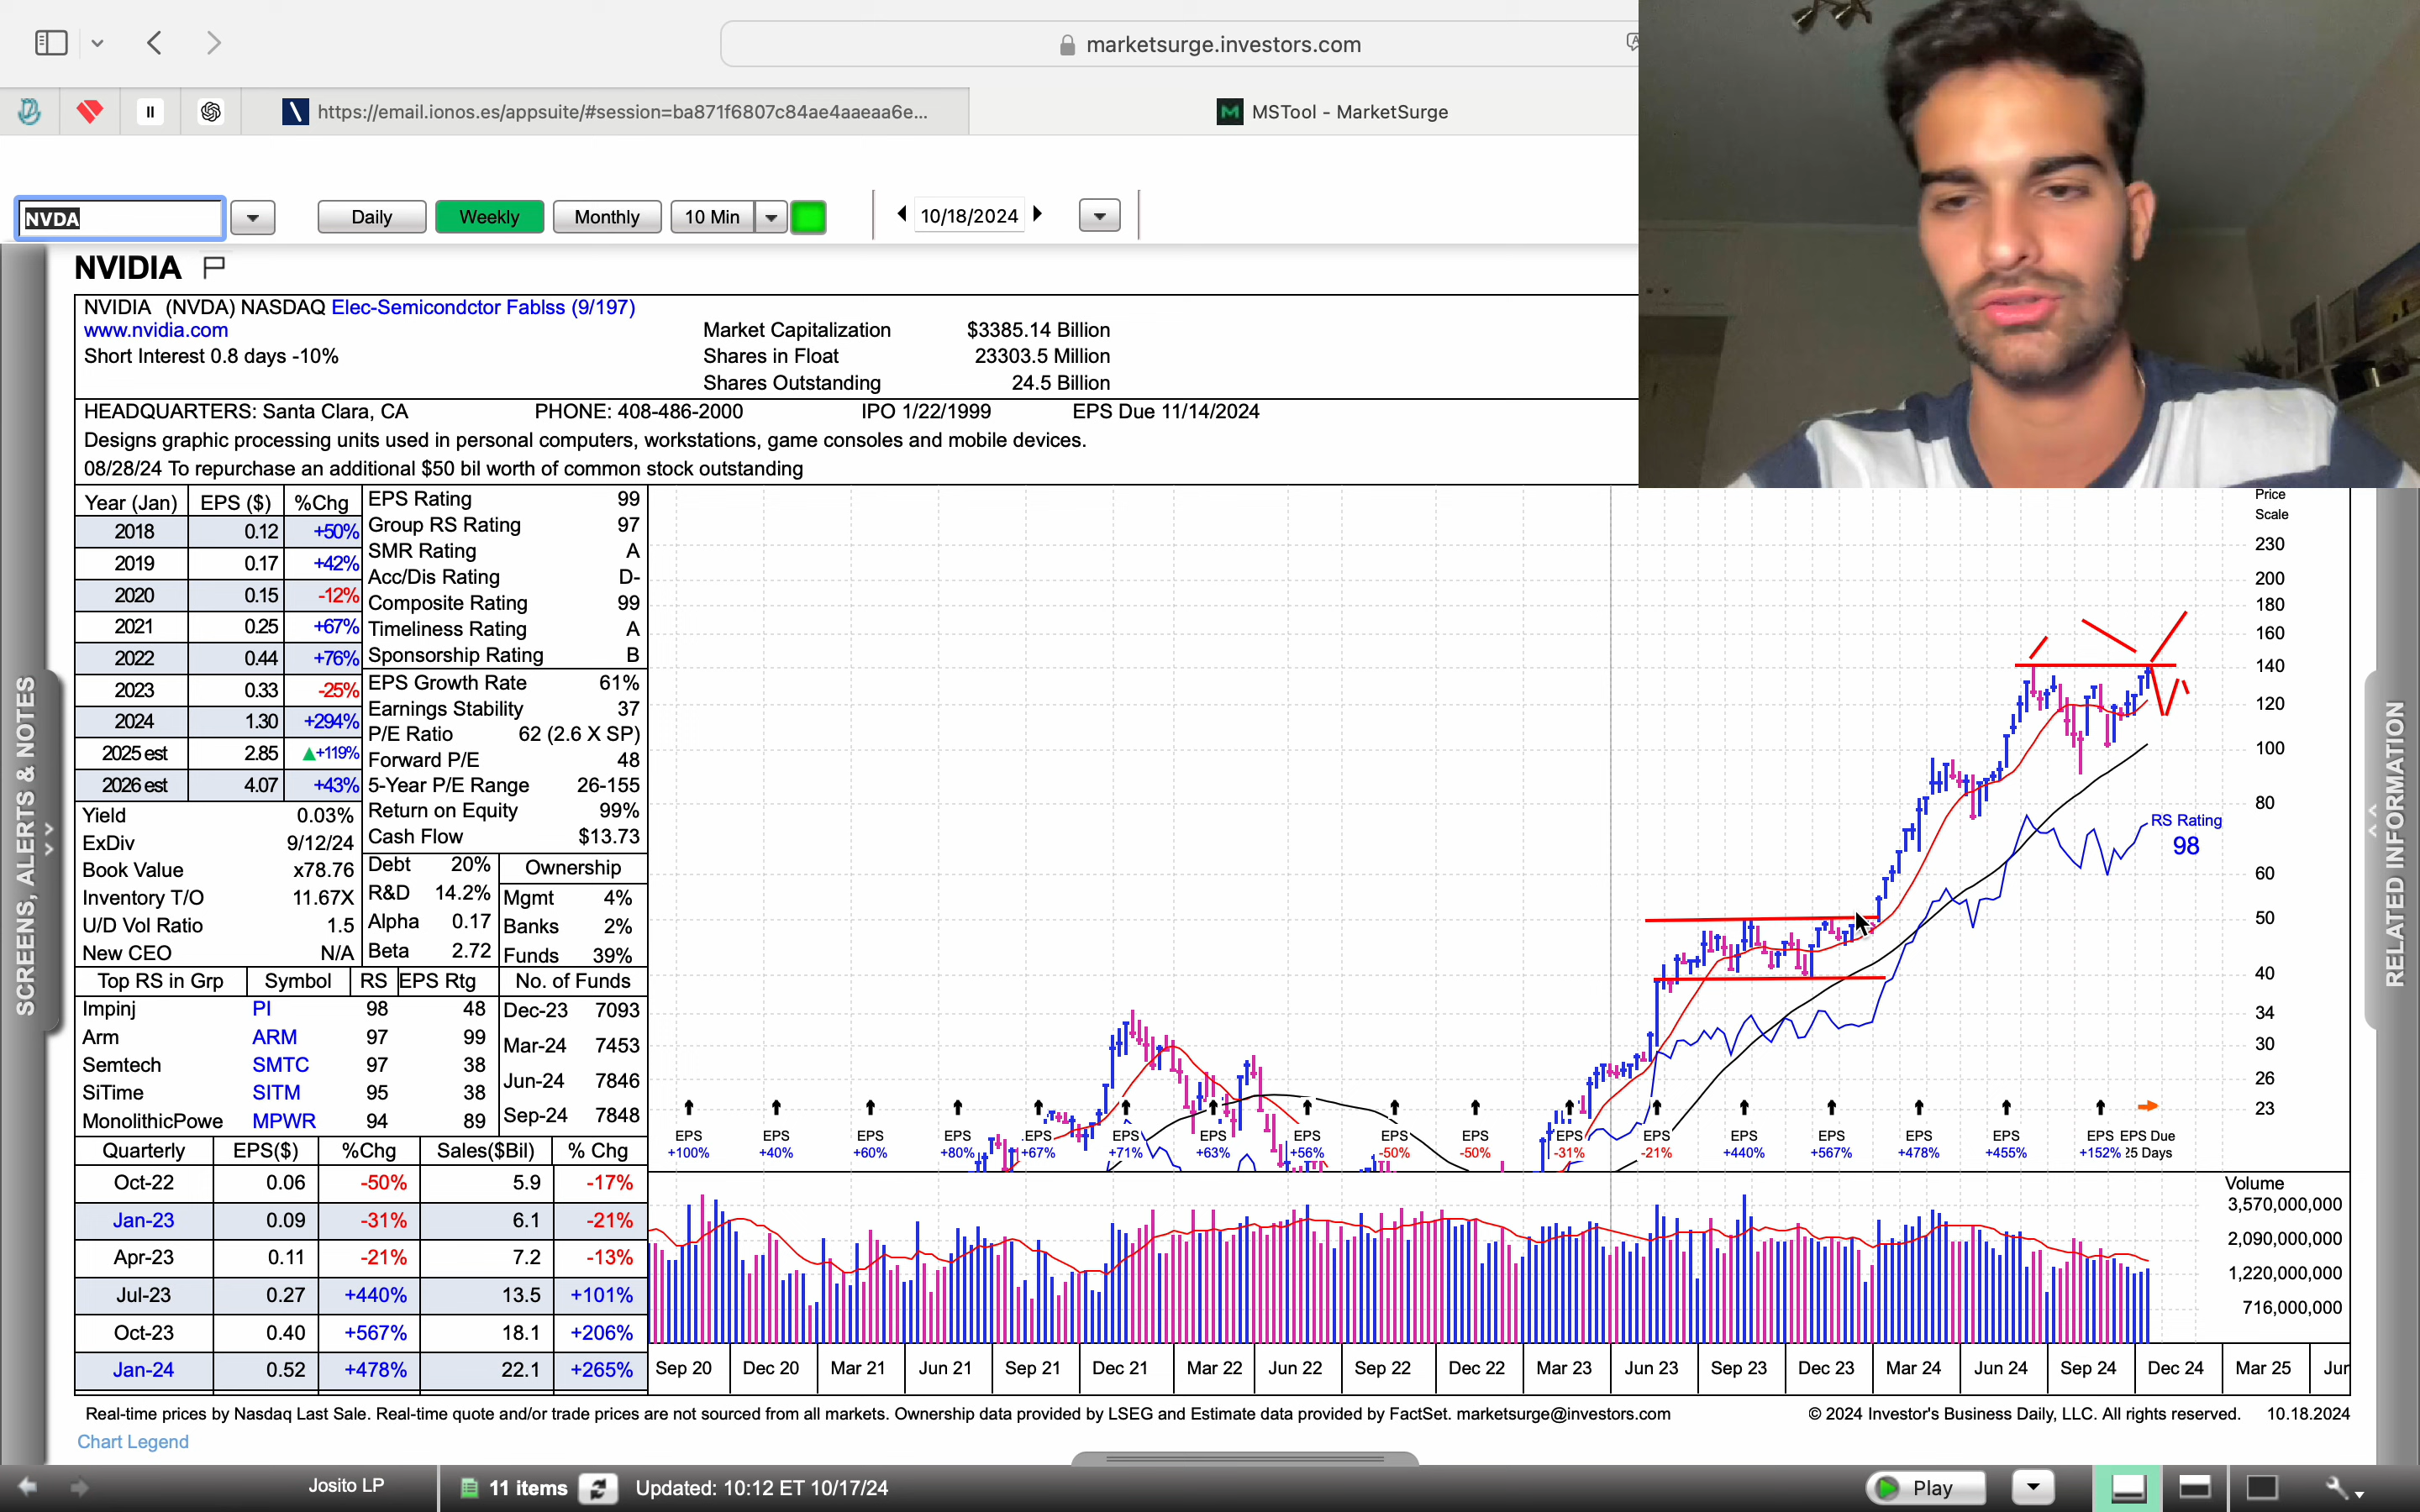 marketsurge.investors.com
https://email.ionos.es/appsuite/#session=ba871f6807c84ae4aaeaa6e... MSTool - MarketSurge
NVDA Daily Weekly Monthly 10 Min 10/18/2024
NVIDIA
NVIDIA (NVDA) NASDAQ Elec-Semicondctor Fablss (9/197)
www.nvidia.com Market Capitalization $3385.14 Billion
Short Interest 0.8 days -10% Shares in Float 23303.5 Million
Shares Outstanding 24.5 Billion
HEADQUARTERS: Santa Clara, CA PHONE: 408-486-2000 IPO 1/22/1999 EPS Due 11/14/2024
Designs graphic processing units used in personal computers, workstations, game consoles and mobile devices.
08/28/24 To repurchase an additional $50 bil worth of common stock outstanding
Year (Jan) EPS ($) %Chg
2018 0.12 +50%
2019 0.17 +42%
2020 0.15 -12%
2021 0.25 +67%
2022 0.44 +76%
2023 0.33 -25%
2024 1.30 +294%
2025 est 2.85 ▲+119%
2026 est 4.07 +43%
EPS Rating 99
Group RS Rating 97
SMR Rating A
Acc/Dis Rating D-
Composite Rating 99
Timeliness Rating A
Sponsorship Rating B
EPS Growth Rate 61%
Earnings Stability 37
P/E Ratio 62 (2.6 X SP)
Forward P/E 48
5-Year P/E Range 26-155
Return on Equity 99%
Cash Flow $13.73
Yield 0.03%
ExDiv 9/12/24
Book Value x78.76
Inventory T/O 11.67X
U/D Vol Ratio 1.5
New CEO N/A
Debt 20%
R&D 14.2%
Alpha 0.17
Beta 2.72
Ownership
Mgmt 4%
Banks 2%
Funds 39%
Top RS in Grp Symbol RS EPS Rtg
Impinj PI 98 48
Arm ARM 97 99
Semtech SMTC 97 38
SiTime SITM 95 38
MonolithicPowe MPWR 94 89
No. of Funds
Dec-23 7093
Mar-24 7453
Jun-24 7846
Sep-24 7848
Quarterly EPS($) %Chg Sales($Bil) % Chg
Oct-22 0.06 -50% 5.9 -17%
Jan-23 0.09 -31% 6.1 -21%
Apr-23 0.11 -21% 7.2 -13%
Jul-23 0.27 +440% 13.5 +101%
Oct-23 0.40 +567% 18.1 +206%
Jan-24 0.52 +478% 22.1 +265%
Price
Scale
230
200
180
160
140
120
100
80
60
50
40
34
30
26
23
RS Rating
98
EPS EPS EPS EPS EPS EPS EPS EPS EPS EPS EPS EPS EPS EPS EPS EPS EPS EPS Due
+100% +40% +60% +80% +67% +71% +63% +56% -50% -50% -31% -21% +440% +567% +478% +455% +152% 25 Days
Volume
3,570,000,000
2,090,000,000
1,220,000,000
716,000,000
Sep 20 Dec 20 Mar 21 Jun 21 Sep 21 Dec 21 Mar 22 Jun 22 Sep 22 Dec 22 Mar 23 Jun 23 Sep 23 Dec 23 Mar 24 Jun 24 Sep 24 Dec 24 Mar 25 Jur
Real-time prices by Nasdaq Last Sale. Real-time quote and/or trade prices are not sourced from all markets. Ownership data provided by LSEG and Estimate data provided by FactSet. marketsurge@investors.com © 2024 Investor's Business Daily, LLC. All rights reserved. 10.18.2024
Chart Legend
SCREENS, ALERTS & NOTES
RELATED INFORMATION
Josito LP 11 items Updated: 10:12 ET 10/17/24 Play